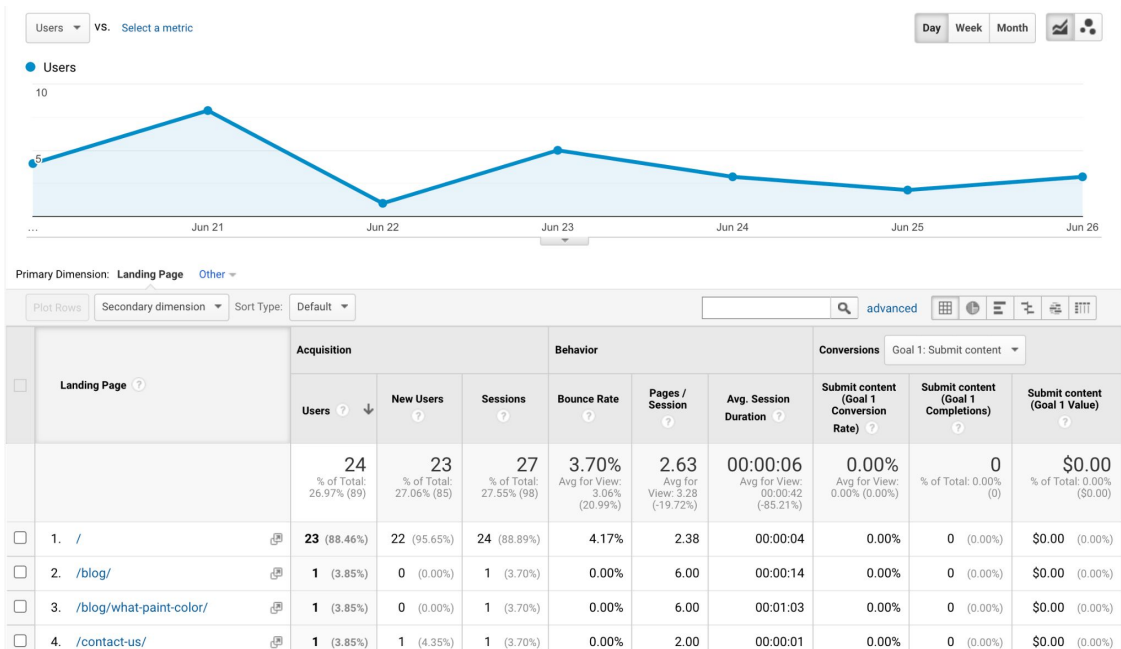 Users VS. Select a metric Day Week Month
Users
10
5
... Jun 21 Jun 22 Jun 23 Jun 24 Jun 25 Jun 26
Primary Dimension: Landing Page Other
Plot Rows Secondary dimension Sort Type: Default advanced
Acquisition Behavior Conversions Goal 1: Submit content
Landing Page ?
Users ? New Users ? Sessions ? Bounce Rate ? Pages / Session ? Avg. Session Duration ? Submit content (Goal 1 Conversion Rate) ? Submit content (Goal 1 Completions) ? Submit content (Goal 1 Value) ?
24 23 27 3.70% 2.63 00:00:06 0.00% 0 $0.00
% of Total: 26.97% (89) % of Total: 27.06% (85) % of Total: 27.55% (98) Avg for View: 3.06% (20.99%) Avg for View: 3.28 (-19.72%) Avg for View: 00:00:42 (-85.21%) Avg for View: 0.00% (0.00%) % of Total: 0.00% (0) % of Total: 0.00% ($0.00)
1. / 23 (88.46%) 22 (95.65%) 24 (88.89%) 4.17% 2.38 00:00:04 0.00% 0 (0.00%) $0.00 (0.00%)
2. /blog/ 1 (3.85%) 0 (0.00%) 1 (3.70%) 0.00% 6.00 00:00:14 0.00% 0 (0.00%) $0.00 (0.00%)
3. /blog/what-paint-color/ 1 (3.85%) 0 (0.00%) 1 (3.70%) 0.00% 6.00 00:01:03 0.00% 0 (0.00%) $0.00 (0.00%)
4. /contact-us/ 1 (3.85%) 1 (4.35%) 1 (3.70%) 0.00% 2.00 00:00:01 0.00% 0 (0.00%) $0.00 (0.00%)